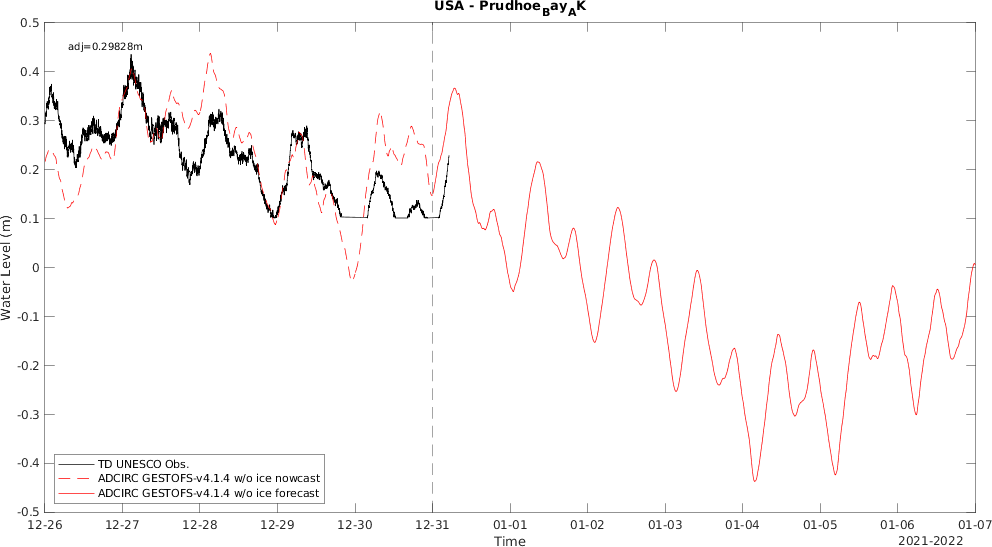 USA - Prudhoe_Bay_AK
adj=0.29828m
0.5
0.4
0.3
0.2
0.1
0
-0.1
-0.2
-0.3
-0.4
-0.5
Water Level (m)
TD UNESCO Obs.
ADCIRC GESTOFS-v4.1.4 w/o ice nowcast
ADCIRC GESTOFS-v4.1.4 w/o ice forecast
12-26 12-27 12-28 12-29 12-30 12-31 01-01 01-02 01-03 01-04 01-05 01-06 01-07
Time
2021-2022